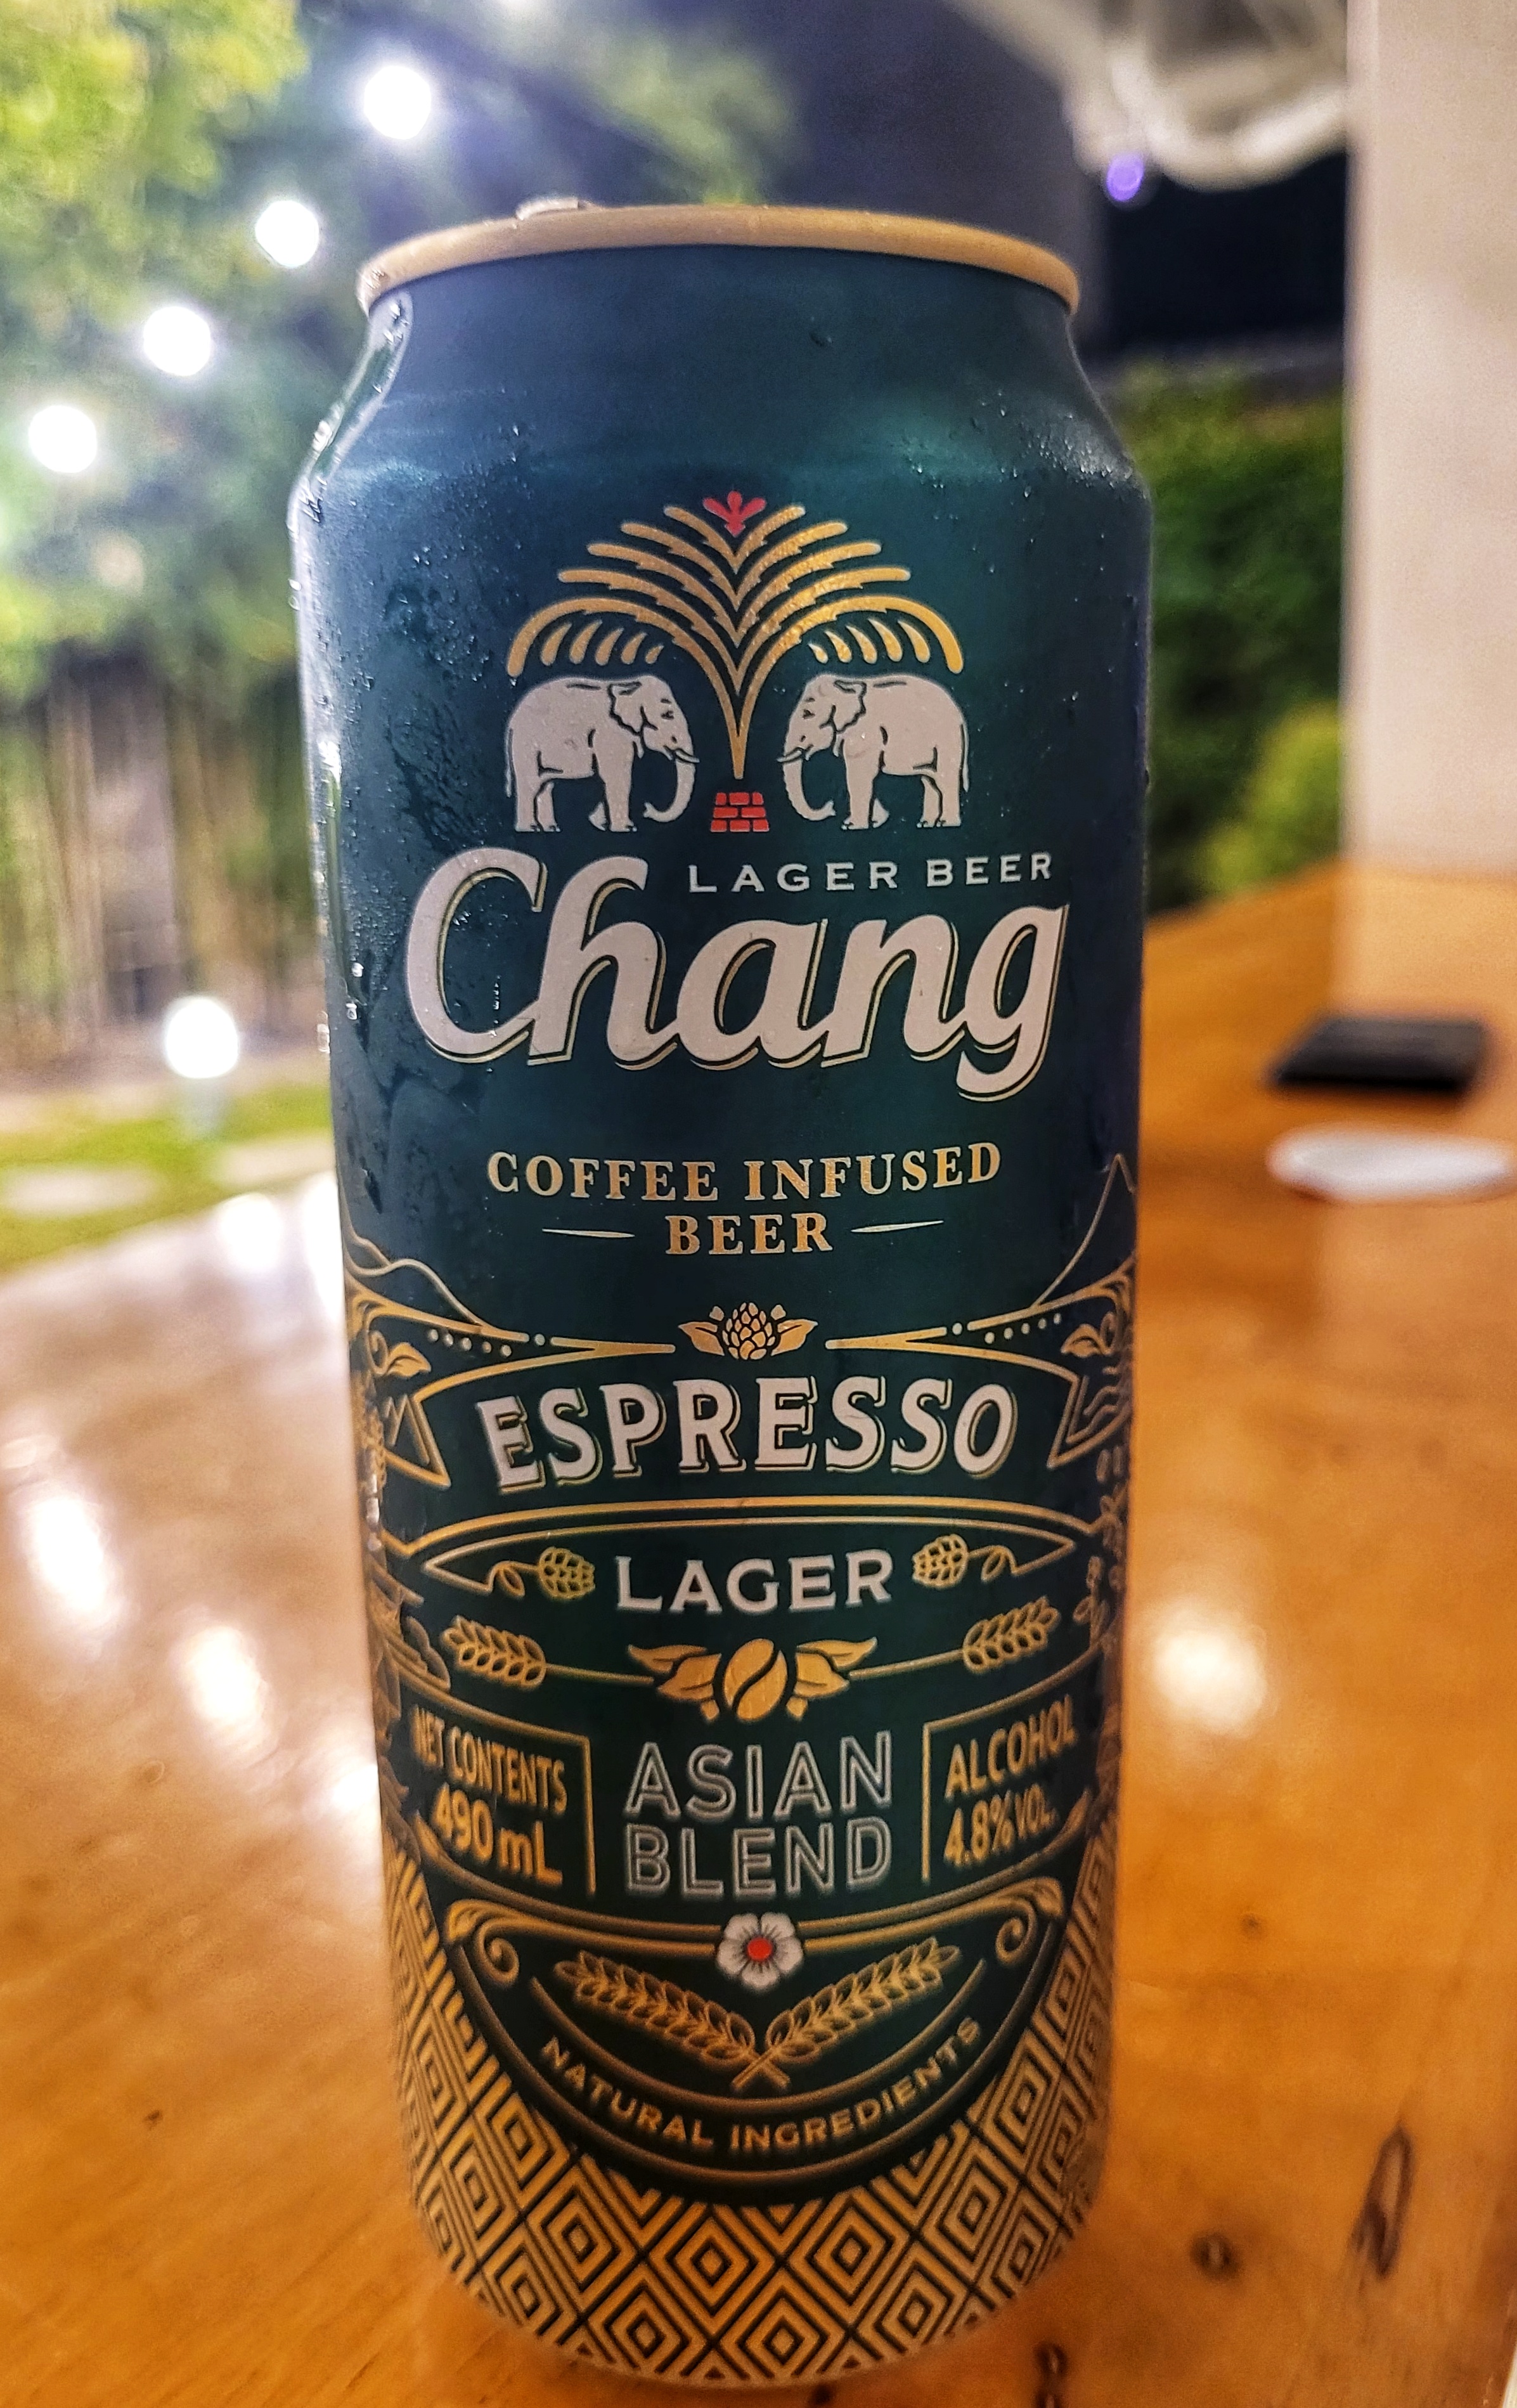 LAGER BEER
Chang
COFFEE INFUSED
BEER
ESPRESSO
LAGER
NET CONTENTS
490 mL
ASIAN
BLEND
ALCOHOL
4.8% VOL.
NATURAL INGREDIENTS